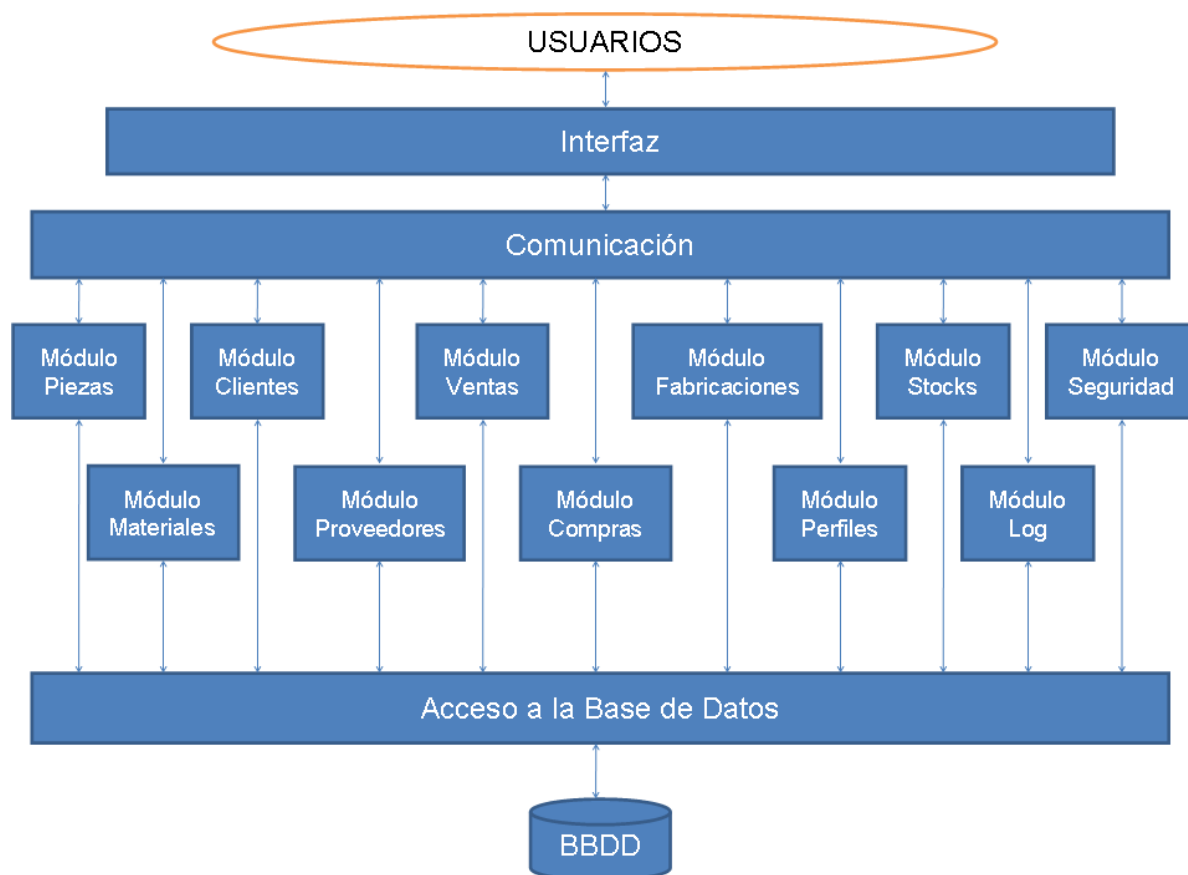 USUARIOS
Interfaz
Comunicación
Módulo
Piezas
Módulo
Clientes
Módulo
Ventas
Módulo
Fabricaciones
Módulo
Stocks
Módulo
Seguridad
Módulo
Materiales
Módulo
Proveedores
Módulo
Compras
Módulo
Perfiles
Módulo
Log
Acceso a la Base de Datos
BBDD